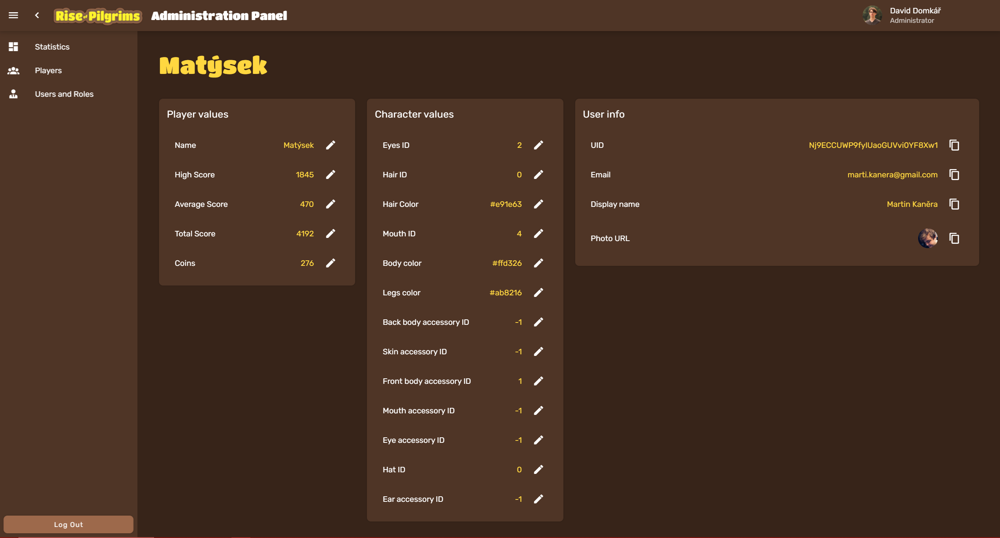 Rise of Pilgrims Administration Panel
David Domkář
Administrator
Statistics
Players
Users and Roles
Log Out
Matýsek
Player values
Name Matýsek
High Score 1845
Average Score 470
Total Score 4192
Coins 276
Character values
Eyes ID 2
Hair ID 0
Hair Color #e91e63
Mouth ID 4
Body color #ffd326
Legs color #ab8216
Back body accessory ID -1
Skin accessory ID -1
Front body accessory ID 1
Mouth accessory ID -1
Eye accessory ID -1
Hat ID 0
Ear accessory ID -1
User info
UID Nj9ECCUWP9fylUaoGUVvi0YF8Xw1
Email marti.kanera@gmail.com
Display name Martin Kaněra
Photo URL